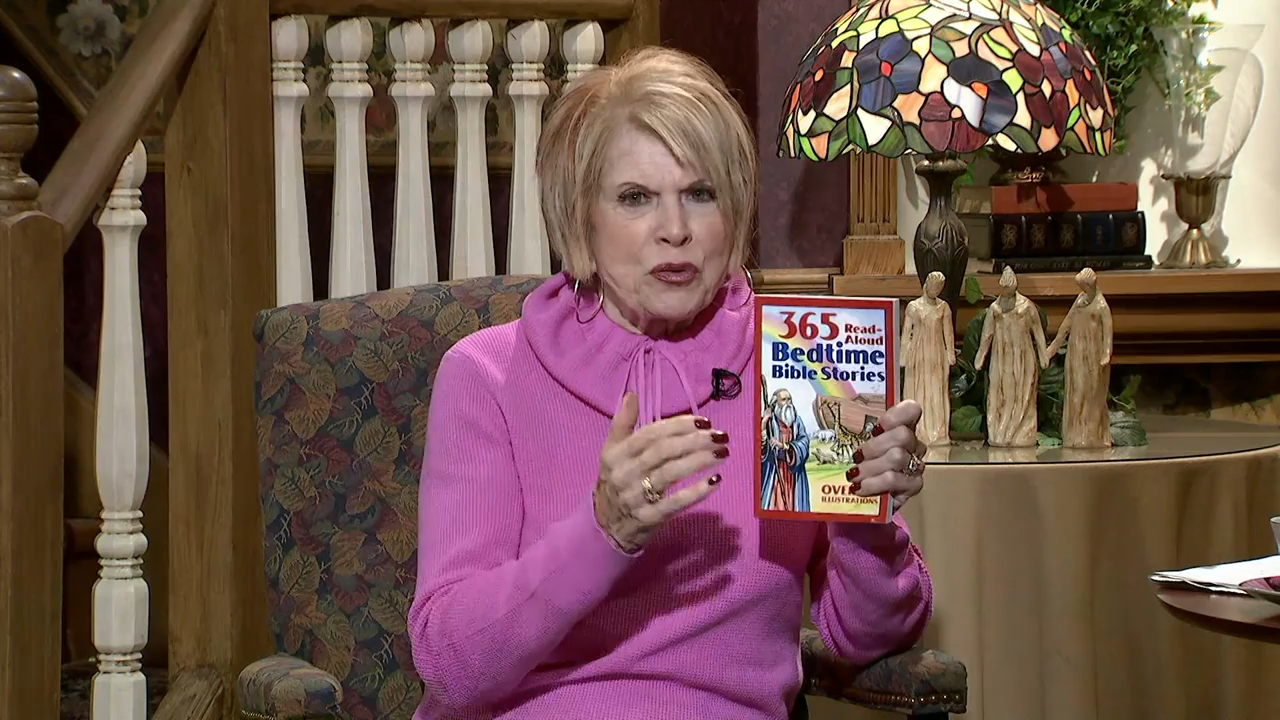 365 Read-
Aloud
Bedtime
Bible Stories
OVE
ILLUSTRATIONS